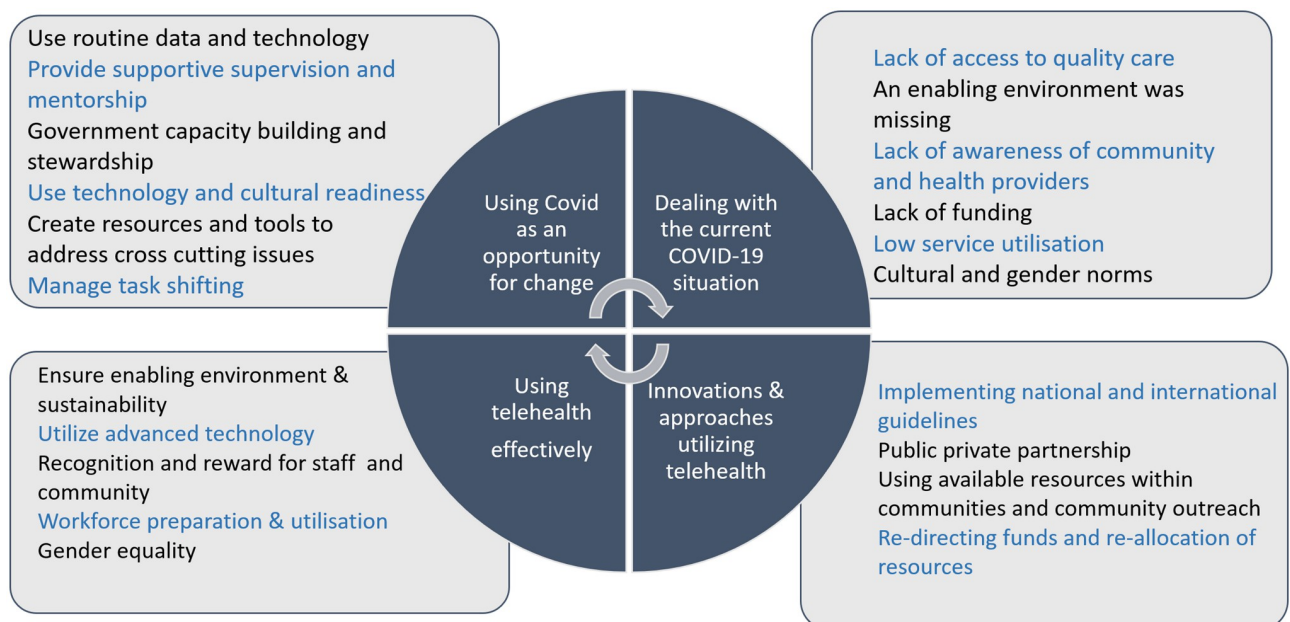 Use routine data and technology
Provide supportive supervision and
mentorship
Government capacity building and
stewardship
Use technology and cultural readiness
Create resources and tools to
address cross cutting issues
Manage task shifting
Lack of access to quality care
An enabling environment was
missing
Lack of awareness of community
and health providers
Lack of funding
Low service utilisation
Cultural and gender norms
Using Covid
as an
opportunity
for change
Dealing with
the current
COVID-19
situation
Using
telehealth
effectively
Innovations &
approaches
utilizing
telehealth
Ensure enabling environment &
sustainability
Utilize advanced technology
Recognition and reward for staff and
community
Workforce preparation & utilisation
Gender equality
Implementing national and international
guidelines
Public private partnership
Using available resources within
communities and community outreach
Re-directing funds and re-allocation of
resources